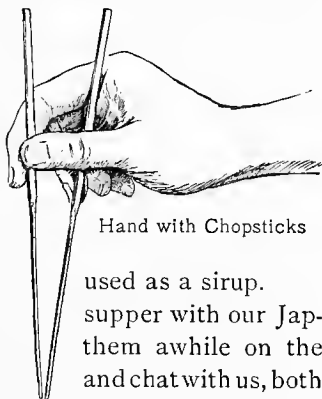 Hand with Chopsticks
used as a sirup.
supper with our Jap-
them awhile on the
and chat with us, both